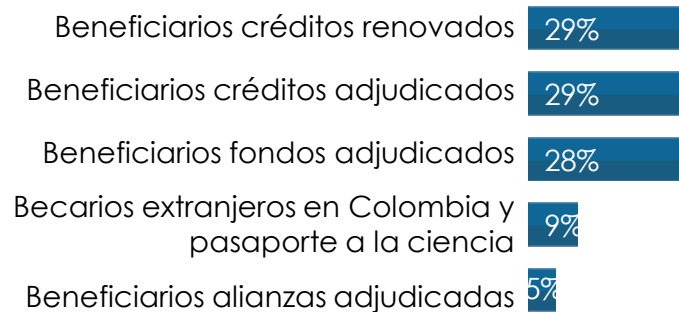 Beneficiarios créditos renovados 29%
Beneficiarios créditos adjudicados 29%
Beneficiarios fondos adjudicados 28%
Becarios extranjeros en Colombia y
pasaporte a la ciencia 9%
Beneficiarios alianzas adjudicadas 5%